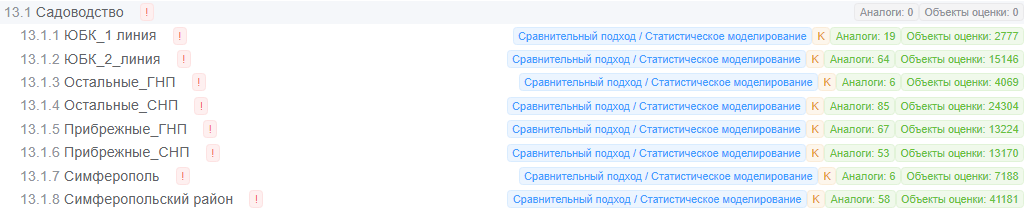 13.1 Садоводство ! Аналоги: 0 Объекты оценки: 0
13.1.1 ЮБК_1 линия ! Сравнительный подход / Статистическое моделирование K Аналоги: 19 Объекты оценки: 2777
13.1.2 ЮБК_2_линия ! Сравнительный подход / Статистическое моделирование K Аналоги: 64 Объекты оценки: 15146
13.1.3 Остальные_ГНП ! Сравнительный подход / Статистическое моделирование K Аналоги: 6 Объекты оценки: 4069
13.1.4 Остальные_СНП ! Сравнительный подход / Статистическое моделирование K Аналоги: 85 Объекты оценки: 24304
13.1.5 Прибрежные_ГНП ! Сравнительный подход / Статистическое моделирование K Аналоги: 67 Объекты оценки: 13224
13.1.6 Прибрежные_СНП ! Сравнительный подход / Статистическое моделирование K Аналоги: 53 Объекты оценки: 13170
13.1.7 Симферополь ! Сравнительный подход / Статистическое моделирование K Аналоги: 6 Объекты оценки: 7188
13.1.8 Симферопольский район ! Сравнительный подход / Статистическое моделирование K Аналоги: 58 Объекты оценки: 41181